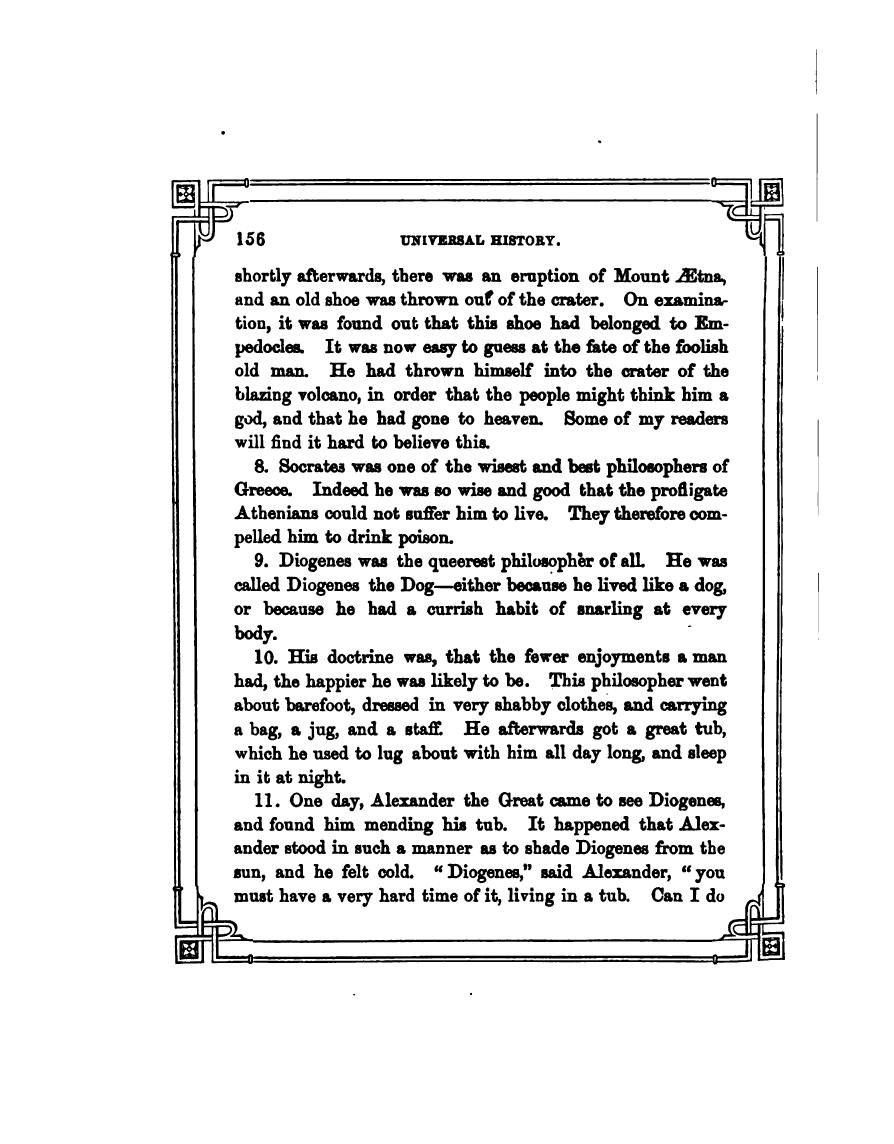 156 UNIVERSAL HISTORY.
shortly afterwards, there was an eruption of Mount Ætna,
and an old shoe was thrown out of the crater. On examina-
tion, it was found out that this shoe had belonged to Em-
pedocles. It was now easy to guess at the fate of the foolish
old man. He had thrown himself into the crater of the
blazing volcano, in order that the people might think him a
god, and that he had gone to heaven. Some of my readers
will find it hard to believe this.
8. Socrates was one of the wisest and best philosophers of
Greece. Indeed he was so wise and good that the profligate
Athenians could not suffer him to live. They therefore com-
pelled him to drink poison.
9. Diogenes was the queerest philosopher of all. He was
called Diogenes the Dog—either because he lived like a dog,
or because he had a currish habit of snarling at every
body.
10. His doctrine was, that the fewer enjoyments a man
had, the happier he was likely to be. This philosopher went
about barefoot, dressed in very shabby clothes, and carrying
a bag, a jug, and a staff. He afterwards got a great tub,
which he used to lug about with him all day long, and sleep
in it at night.
11. One day, Alexander the Great came to see Diogenes,
and found him mending his tub. It happened that Alex-
ander stood in such a manner as to shade Diogenes from the
sun, and he felt cold. "Diogenes," said Alexander, "you
must have a very hard time of it, living in a tub. Can I do